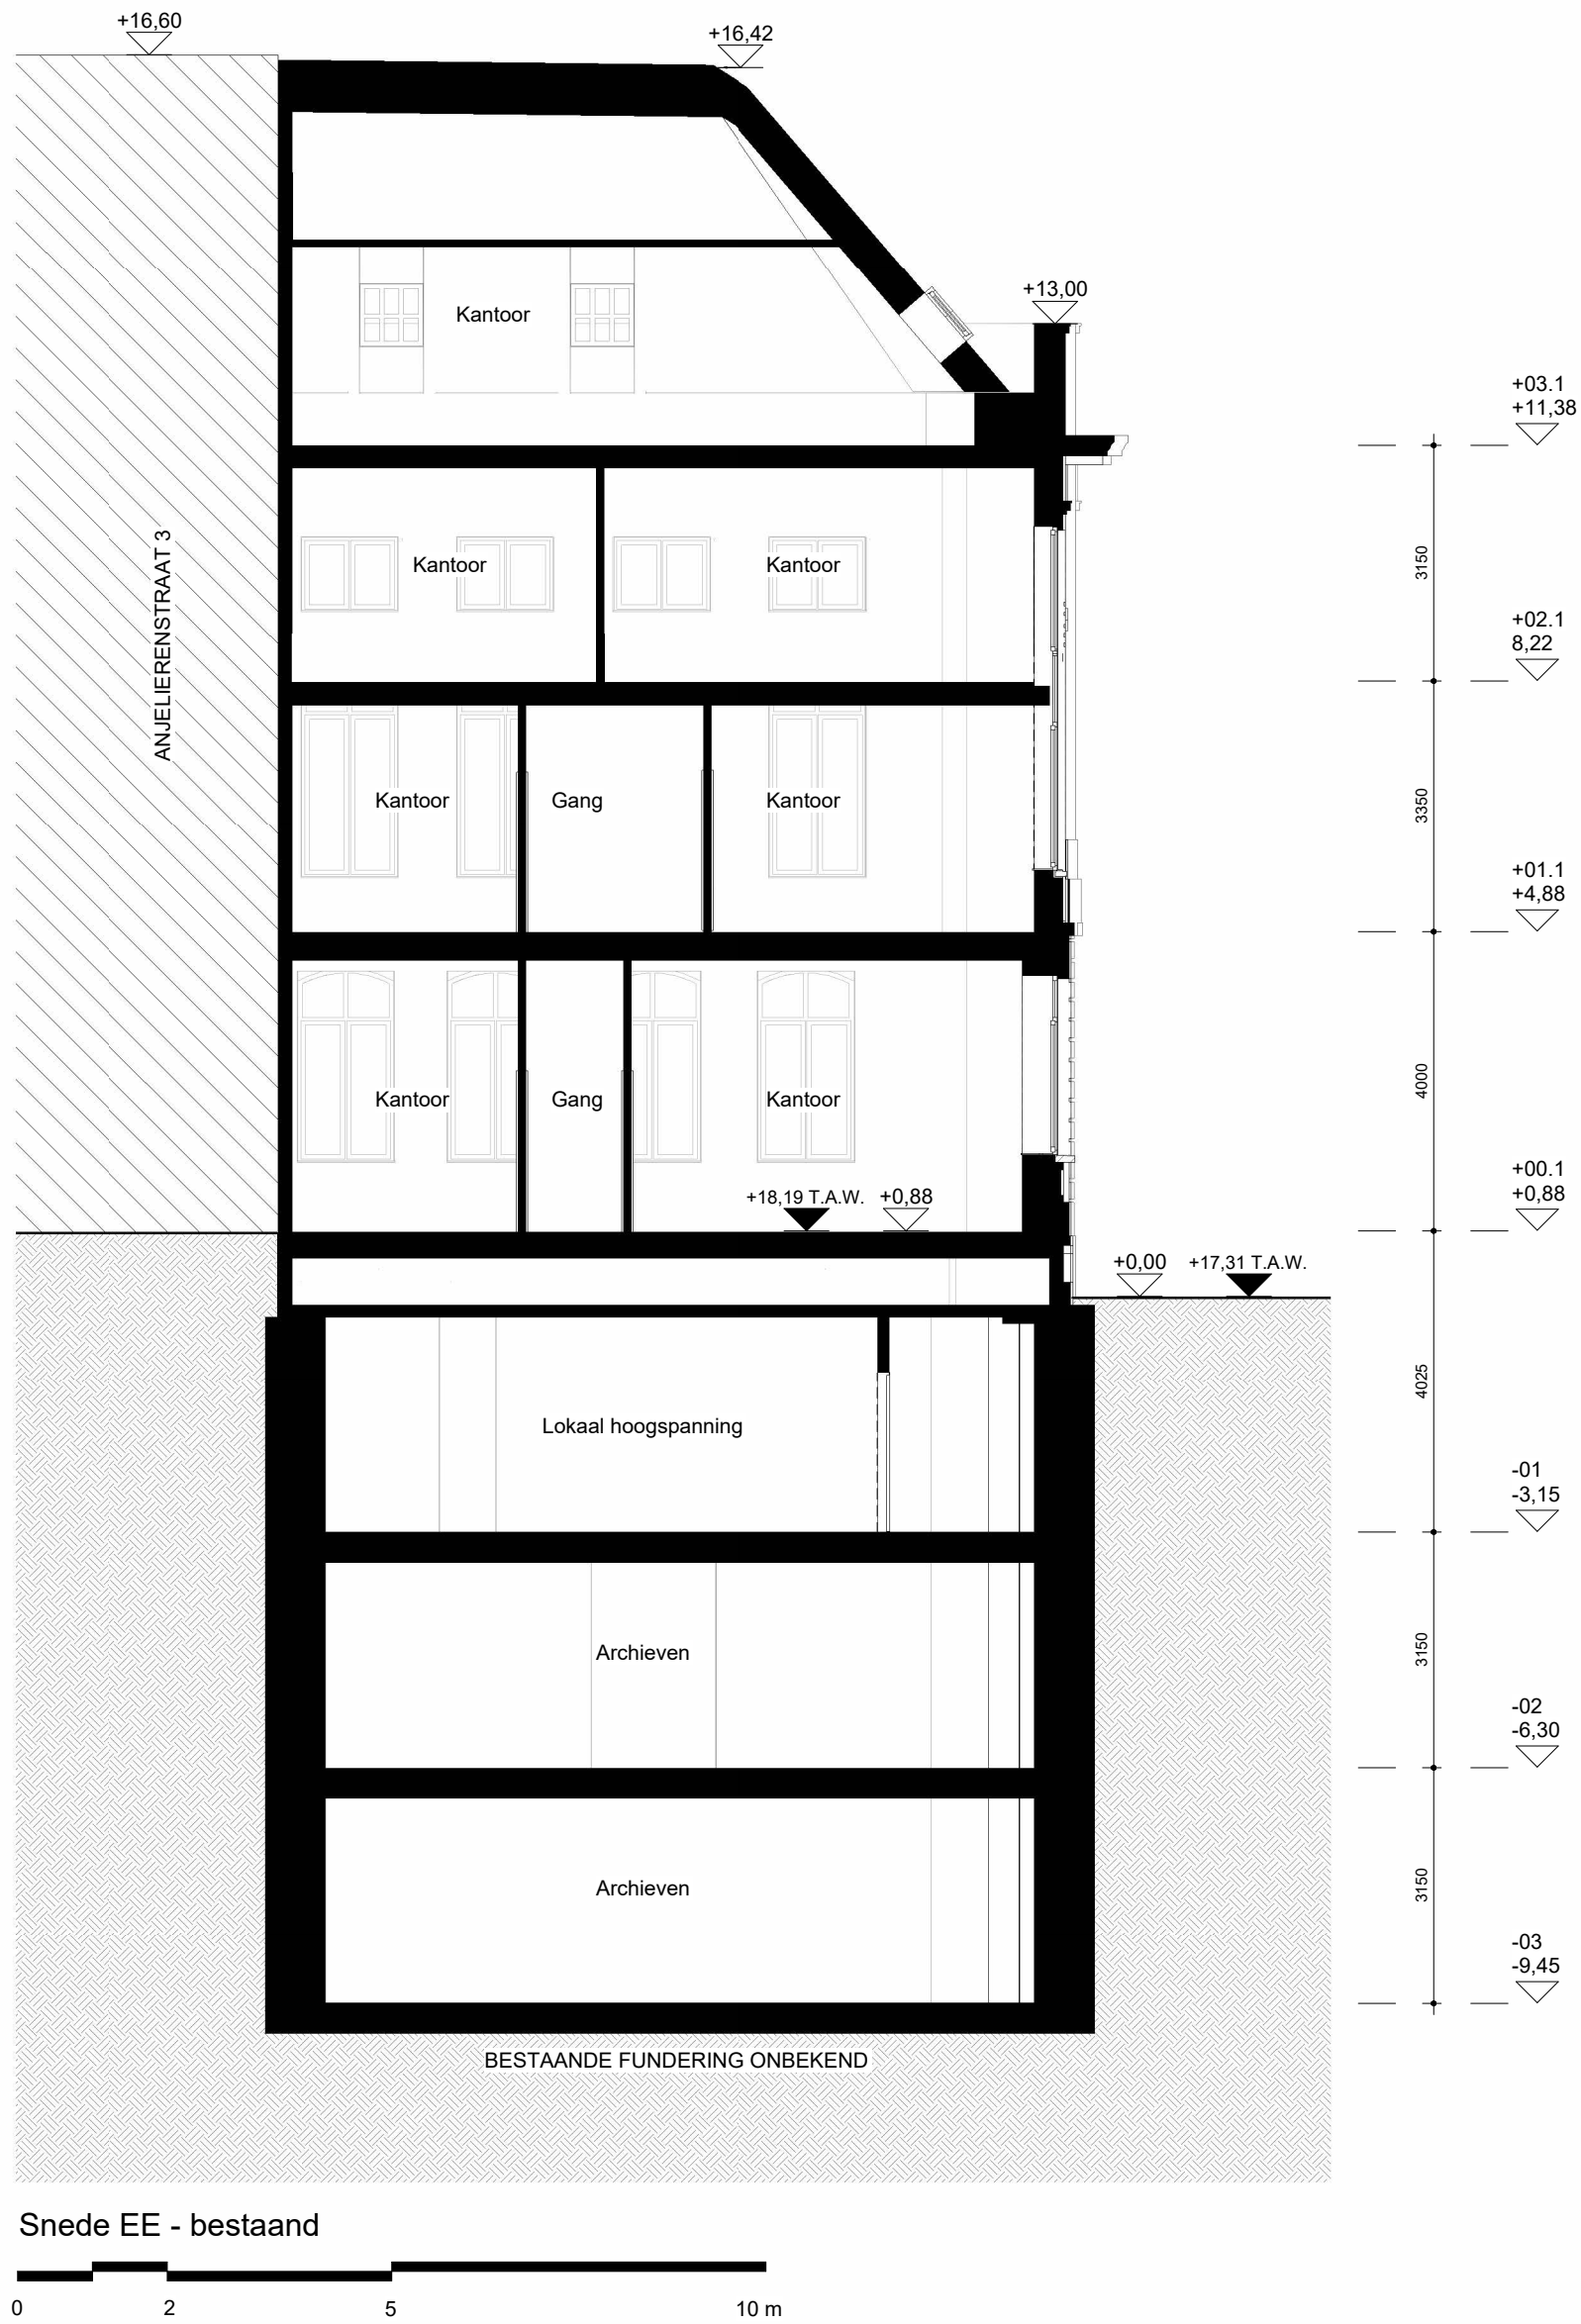 +16,60
+16,42
+13,00
Kantoor
+03.1
+11,38
3150
Kantoor
Kantoor
ANJELIERENSTRAAT 3
+02.1
8,22
Kantoor
Gang
Kantoor
3350
+01.1
+4,88
Kantoor
Gang
Kantoor
4000
+18,19 T.A.W.
+0,88
+00.1
+0,88
+0,00
+17,31 T.A.W.
4025
Lokaal hoogspanning
-01
-3,15
Archieven
3150
-02
-6,30
Archieven
3150
-03
-9,45
BESTAANDE FUNDERING ONBEKEND
Snede EE - bestaand
0 2 5 10 m